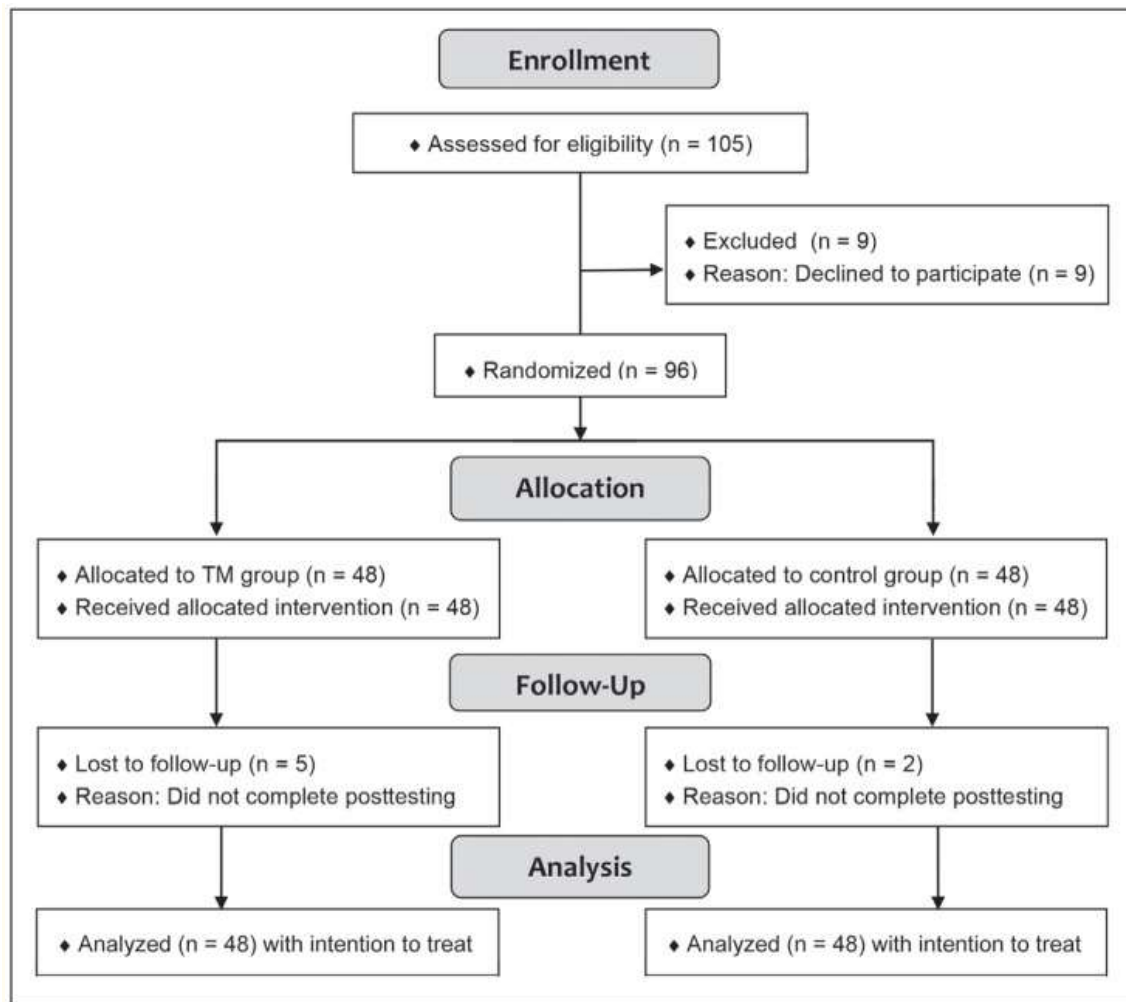 Enrollment
♦ Assessed for eligibility (n = 105)
♦ Excluded (n = 9)
♦ Reason: Declined to participate (n = 9)
♦ Randomized (n = 96)
Allocation
♦ Allocated to TM group (n = 48)
♦ Received allocated intervention (n = 48)
♦ Allocated to control group (n = 48)
♦ Received allocated intervention (n = 48)
Follow-Up
♦ Lost to follow-up (n = 5)
♦ Reason: Did not complete posttesting
♦ Lost to follow-up (n = 2)
♦ Reason: Did not complete posttesting
Analysis
♦ Analyzed (n = 48) with intention to treat
♦ Analyzed (n = 48) with intention to treat